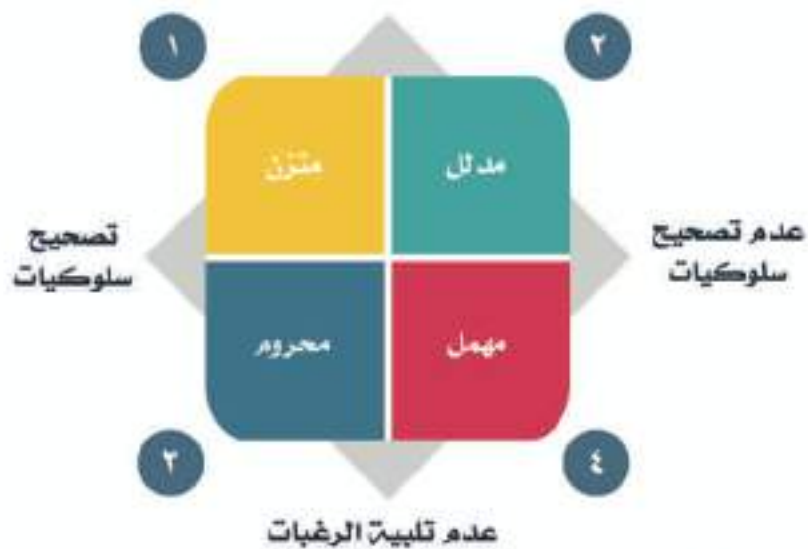 ١
٢
متزن
مدلل
تصحيح
سلوكيات
عدم تصحيح
سلوكيات
محروم
مهمل
٣
٤
عدم تلبية الرغبات